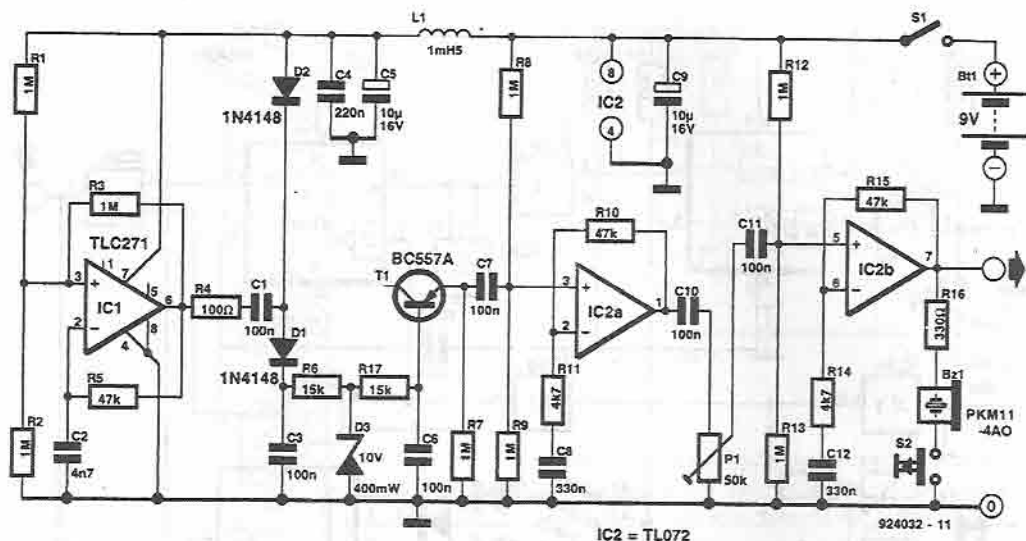 L1
1mH5
S1
R1
1M
D2
1N4148
C4
220n
C5
10µ
16V
R8
1M
8
IC2
4
C9
10µ
16V
R12
1M
Bt1
+
9V
−
R3
1M
TLC271
1
7
3
+
5
IC1
6
2
−
8
4
R4
100Ω
C1
100n
D1
1N4148
BC557A
T1
C7
100n
R10
47k
3
+
IC2a
1
2
−
C10
100n
C11
100n
R15
47k
5
+
IC2b
7
6
−
R16
330Ω
R5
47k
R6
15k
R17
15k
R11
4k7
R14
4k7
Bz1
PKM11
-4AO
R2
1M
C2
4n7
C3
100n
D3
10V
400mW
C6
100n
R7
1M
R9
1M
C8
330n
P1
50k
R13
1M
C12
330n
S2
0
IC2 = TL072
924032 - 11